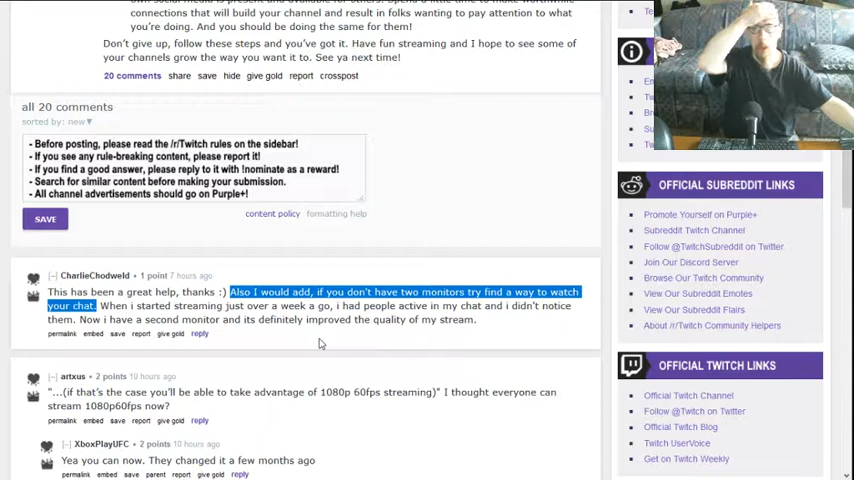 own social media is present and available for others. Spend a little time to make worthwhile
connections that will build your channel and result in folks wanting to pay attention to what
you're doing. And you should be doing the same for them!
Don't give up, follow these steps and you've got it. Have fun streaming and I hope to see some of
your channels grow the way you want it to. See ya next time!
20 comments share save hide give gold report crosspost
all 20 comments
sorted by: new▼
- Before posting, please read the /r/Twitch rules on the sidebar!
- If you see any rule-breaking content, please report it!
- If you find a good answer, please reply to it with !nominate as a reward!
- Search for similar content before making your submission.
- All channel advertisements should go on Purple+!
SAVE
content policy formatting help
[–] CharlieChodweld • 1 point 7 hours ago
This has been a great help, thanks :) Also I would add, if you don't have two monitors try find a way to watch
your chat. When i started streaming just over a week a go, i had people active in my chat and i didn't notice
them. Now i have a second monitor and its definitely improved the quality of my stream.
permalink embed save report give gold reply
[–] artxus • 2 points 10 hours ago
"...(if that's the case you'll be able to take advantage of 1080p 60fps streaming)" I thought everyone can
stream 1080p60fps now?
permalink embed save report give gold reply
[–] XboxPlayUFC • 2 points 10 hours ago
Yea you can now. They changed it a few months ago
permalink embed save parent report give gold reply
OFFICIAL SUBREDDIT LINKS
Promote Yourself on Purple+
Subreddit Twitch Channel
Follow @TwitchSubreddit on Twitter
Join Our Discord Server
Browse Our Twitch Community
View Our Subreddit Emotes
View Our Subreddit Flairs
About /r/Twitch Community Helpers
OFFICIAL TWITCH LINKS
Official Twitch Channel
Follow @Twitch on Twitter
Official Twitch Blog
Twitch UserVoice
Get on Twitch Weekly